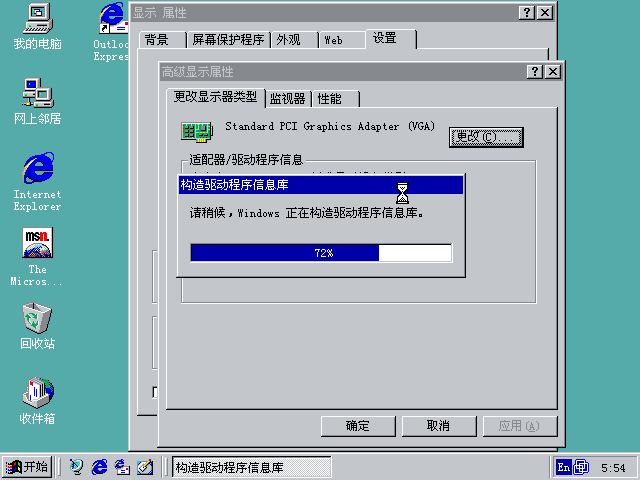 我的电脑
Outloo
Expres
网上邻居
Internet
Explorer
msn.
The
Micros...
回收站
收件箱
显示 属性
背景
屏幕保护程序
外观
Web
设置
高级显示属性
更改显示器类型
监视器
性能
Standard PCI Graphics Adapter (VGA)
更改(C)...
适配器/驱动程序信息
构造驱动程序信息库
请稍候,Windows 正在构造驱动程序信息库。
72%
确定
取消
应用(A)
开始
构造驱动程序信息库
En
5:54